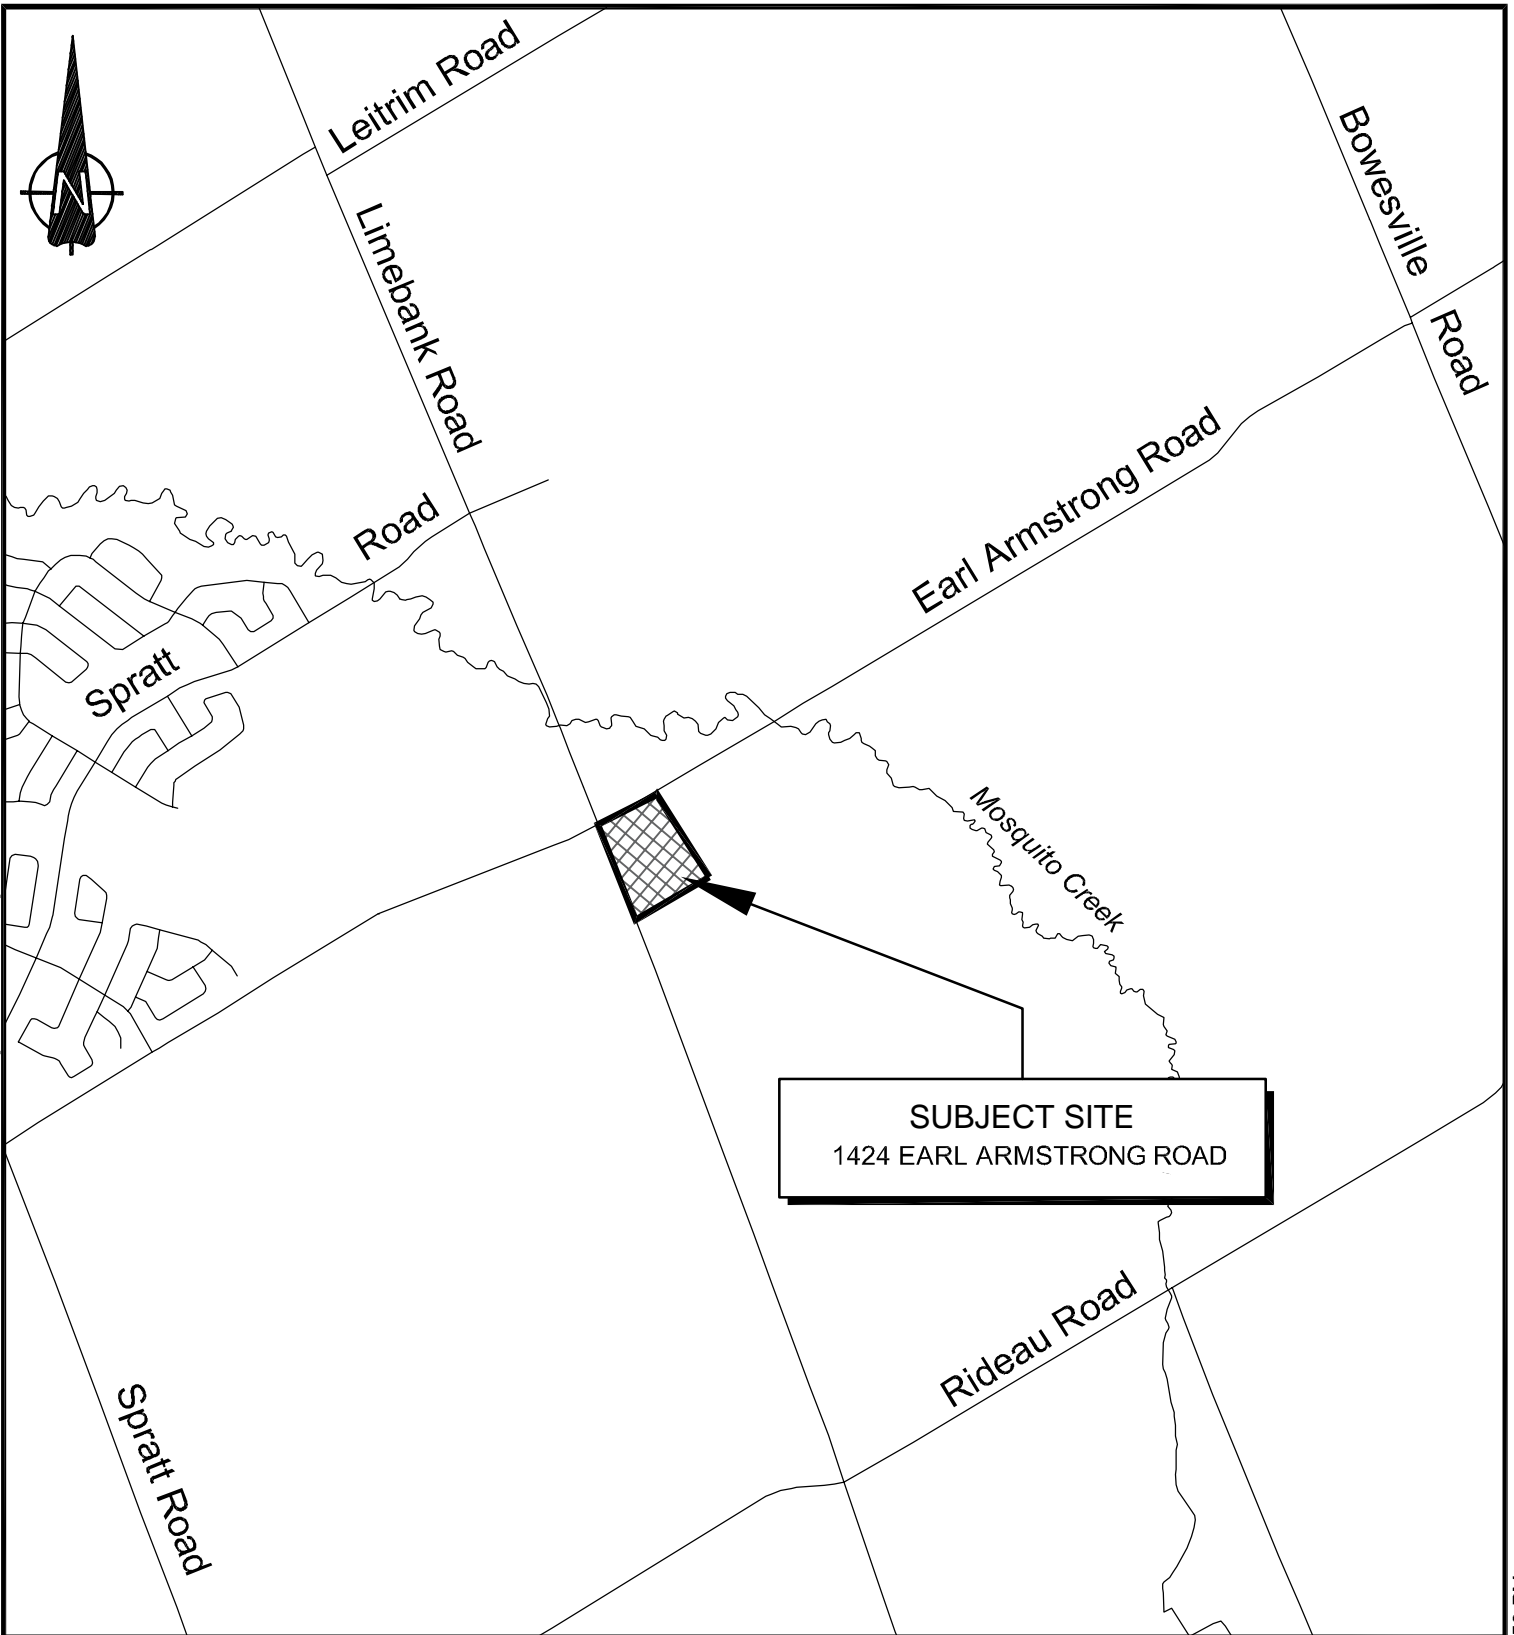 Leitrim Road
N
Bowesville
Road
Limebank Road
Earl Armstrong Road
Road
Spratt
Mosquito Creek
SUBJECT SITE
1424 EARL ARMSTRONG ROAD
Rideau Road
Spratt Road